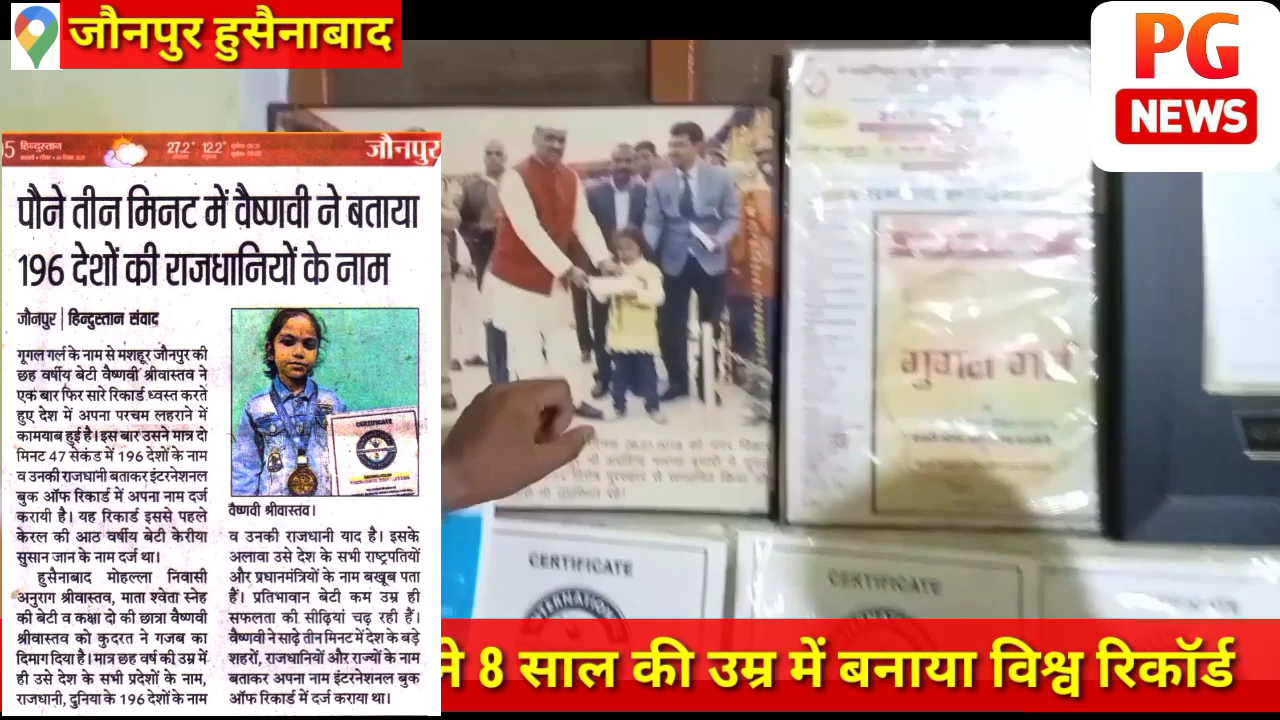 जौनपुर हुसैनाबाद
PG
NEWS
हिन्दुस्तान
27.2°
12.2°
जौनपुर
पौने तीन मिनट में वैष्णवी ने बताया
196 देशों की राजधानियों के नाम
जौनपुर | हिन्दुस्तान संवाद
गूगल गर्ल के नाम से मशहूर जौनपुर की
छह वर्षीय बेटी वैष्णवी श्रीवास्तव ने
एक बार फिर सारे रिकार्ड ध्वस्त करते
हुए देश में अपना परचम लहराने में
कामयाब हुई है। इस बार उसने मात्र दो
मिनट 47 सेकंड में 196 देशों के नाम
व उनकी राजधानी बताकर इंटरनेशनल
बुक ऑफ रिकार्ड में अपना नाम दर्ज
करायी है। यह रिकार्ड इससे पहले
केरल की आठ वर्षीय बेटी केरीया
सुसान जान के नाम दर्ज था।
हुसैनाबाद मोहल्ला निवासी
अनुराग श्रीवास्तव, माता श्वेता स्नेह
की बेटी व कक्षा दो की छात्रा वैष्णवी
श्रीवास्तव को कुदरत ने गजब का
दिमाग दिया है। मात्र छह वर्ष की उम्र में
ही उसे देश के सभी प्रदेशों के नाम,
राजधानी, दुनिया के 196 देशों के नाम
CERTIFICATE
वैष्णवी श्रीवास्तव।
व उनकी राजधानी याद है। इसके
अलावा उसे देश के सभी राष्ट्रपतियों
और प्रधानमंत्रियों के नाम बखूब पता
हैं। प्रतिभावान बेटी कम उम्र ही
सफलता की सीढ़ियां चढ़ रही हैं।
वैष्णवी ने साढ़े तीन मिनट में देश के बड़े
शहरों, राजधानियों और राज्यों के नाम
बताकर अपना नाम इंटरनेशनल बुक
ऑफ रिकार्ड में दर्ज कराया था।
गुगल गर्ल
CERTIFICATE
CERTIFICATE
ने 8 साल की उम्र में बनाया विश्व रिकॉर्ड